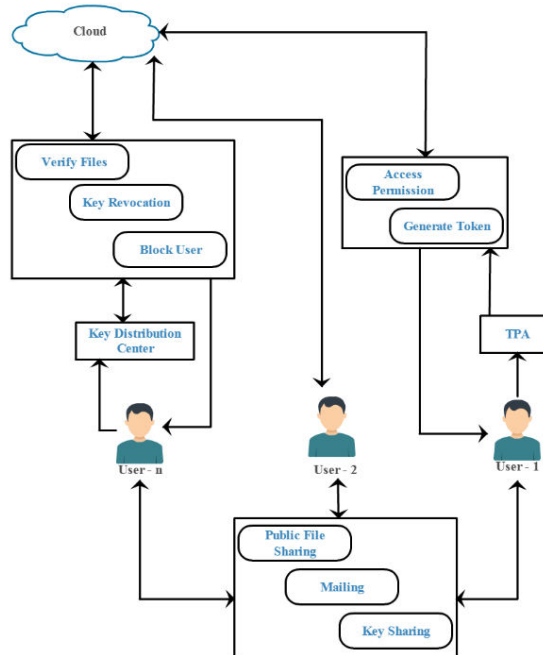 Cloud
Verify Files
Key Revocation
Block User
Access
Permission
Generate Token
Key Distribution
Center
TPA
User - n
User - 2
User - 1
Public File
Sharing
Mailing
Key Sharing